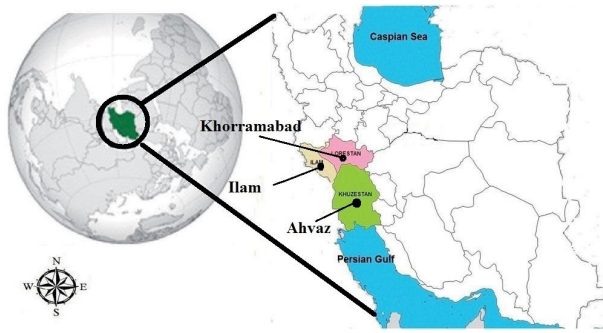 Caspian Sea
Khorramabad
LORESTAN
ILAM
Ilam
KHUZESTAN
Ahvaz
Persian Gulf
N
W E
S